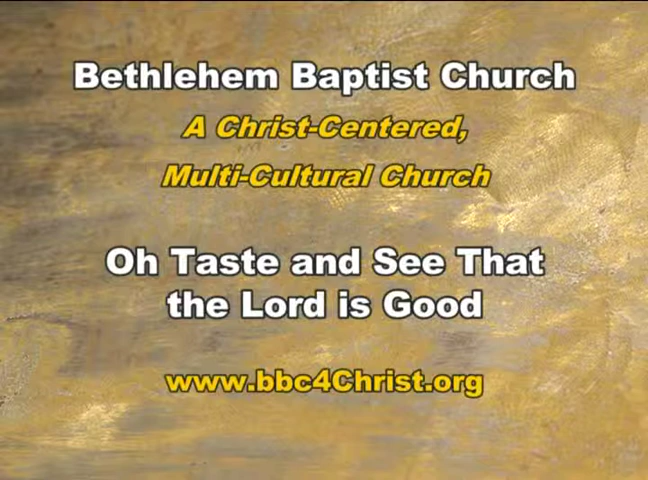 Bethlehem Baptist Church
A Christ-Centered,
Multi-Cultural Church
Oh Taste and See That
the Lord is Good
www.bbc4Christ.org